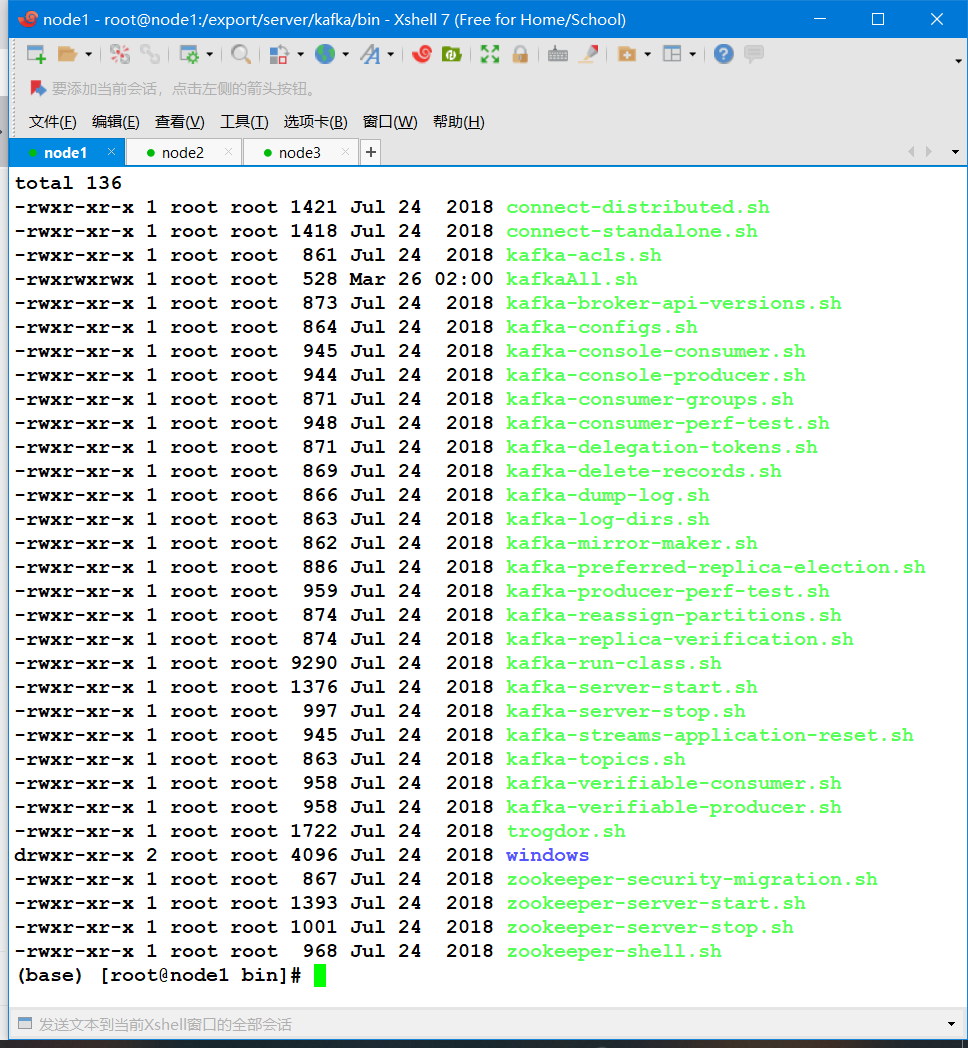 node1 - root@node1:/export/server/kafka/bin - Xshell 7 (Free for Home/School)
要添加当前会话，点击左侧的箭头按钮。
文件(F) 编辑(E) 查看(V) 工具(T) 选项卡(B) 窗口(W) 帮助(H)
node1 × node2 × node3 × +
total 136
-rwxr-xr-x 1 root root 1421 Jul 24  2018 connect-distributed.sh
-rwxr-xr-x 1 root root 1418 Jul 24  2018 connect-standalone.sh
-rwxr-xr-x 1 root root  861 Jul 24  2018 kafka-acls.sh
-rwxrwxrwx 1 root root  528 Mar 26 02:00 kafkaAll.sh
-rwxr-xr-x 1 root root  873 Jul 24  2018 kafka-broker-api-versions.sh
-rwxr-xr-x 1 root root  864 Jul 24  2018 kafka-configs.sh
-rwxr-xr-x 1 root root  945 Jul 24  2018 kafka-console-consumer.sh
-rwxr-xr-x 1 root root  944 Jul 24  2018 kafka-console-producer.sh
-rwxr-xr-x 1 root root  871 Jul 24  2018 kafka-consumer-groups.sh
-rwxr-xr-x 1 root root  948 Jul 24  2018 kafka-consumer-perf-test.sh
-rwxr-xr-x 1 root root  871 Jul 24  2018 kafka-delegation-tokens.sh
-rwxr-xr-x 1 root root  869 Jul 24  2018 kafka-delete-records.sh
-rwxr-xr-x 1 root root  866 Jul 24  2018 kafka-dump-log.sh
-rwxr-xr-x 1 root root  863 Jul 24  2018 kafka-log-dirs.sh
-rwxr-xr-x 1 root root  862 Jul 24  2018 kafka-mirror-maker.sh
-rwxr-xr-x 1 root root  886 Jul 24  2018 kafka-preferred-replica-election.sh
-rwxr-xr-x 1 root root  959 Jul 24  2018 kafka-producer-perf-test.sh
-rwxr-xr-x 1 root root  874 Jul 24  2018 kafka-reassign-partitions.sh
-rwxr-xr-x 1 root root  874 Jul 24  2018 kafka-replica-verification.sh
-rwxr-xr-x 1 root root 9290 Jul 24  2018 kafka-run-class.sh
-rwxr-xr-x 1 root root 1376 Jul 24  2018 kafka-server-start.sh
-rwxr-xr-x 1 root root  997 Jul 24  2018 kafka-server-stop.sh
-rwxr-xr-x 1 root root  945 Jul 24  2018 kafka-streams-application-reset.sh
-rwxr-xr-x 1 root root  863 Jul 24  2018 kafka-topics.sh
-rwxr-xr-x 1 root root  958 Jul 24  2018 kafka-verifiable-consumer.sh
-rwxr-xr-x 1 root root  958 Jul 24  2018 kafka-verifiable-producer.sh
-rwxr-xr-x 1 root root 1722 Jul 24  2018 trogdor.sh
drwxr-xr-x 2 root root 4096 Jul 24  2018 windows
-rwxr-xr-x 1 root root  867 Jul 24  2018 zookeeper-security-migration.sh
-rwxr-xr-x 1 root root 1393 Jul 24  2018 zookeeper-server-start.sh
-rwxr-xr-x 1 root root 1001 Jul 24  2018 zookeeper-server-stop.sh
-rwxr-xr-x 1 root root  968 Jul 24  2018 zookeeper-shell.sh
(base) [root@node1 bin]#
发送文本到当前Xshell窗口的全部会话